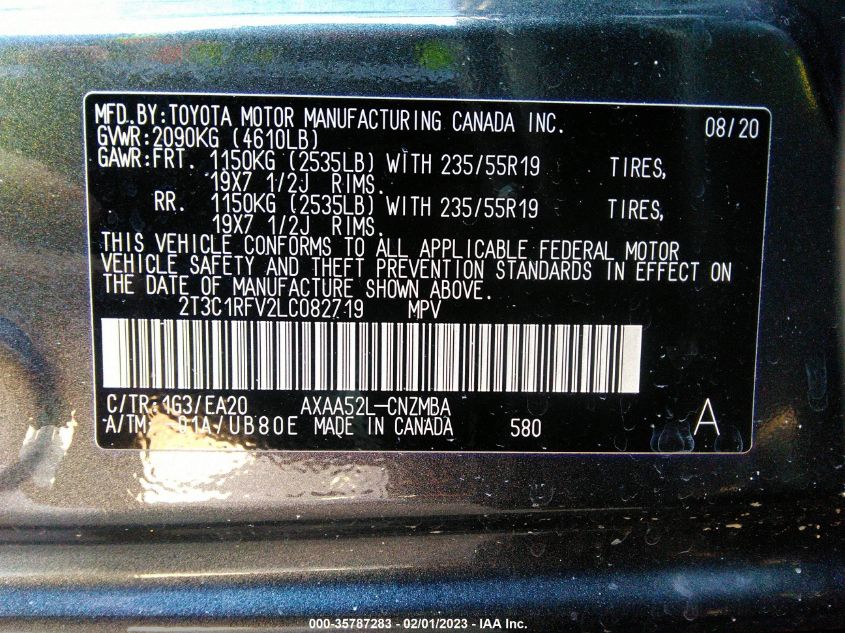 MFD.BY:TOYOTA MOTOR MANUFACTURING CANADA INC. 08/20
GVWR:2090KG (4610LB)
GAWR:FRT. 1150KG (2535LB) WITH 235/55R19 TIRES,
19X7 1/2J RIMS.
RR. 1150KG (2535LB) WITH 235/55R19 TIRES,
19X7 1/2J RIMS.
THIS VEHICLE CONFORMS TO ALL APPLICABLE FEDERAL MOTOR
VEHICLE SAFETY AND THEFT PREVENTION STANDARDS IN EFFECT ON
THE DATE OF MANUFACTURE SHOWN ABOVE.
2T3C1RFV2LC082719 MPV
C/TR: 1G3/EA20 AXAA52L-CNZMBA
A/TM: 01A/UB80E MADE IN CANADA 580 A
000-35787283 - 02/01/2023 - IAA Inc.